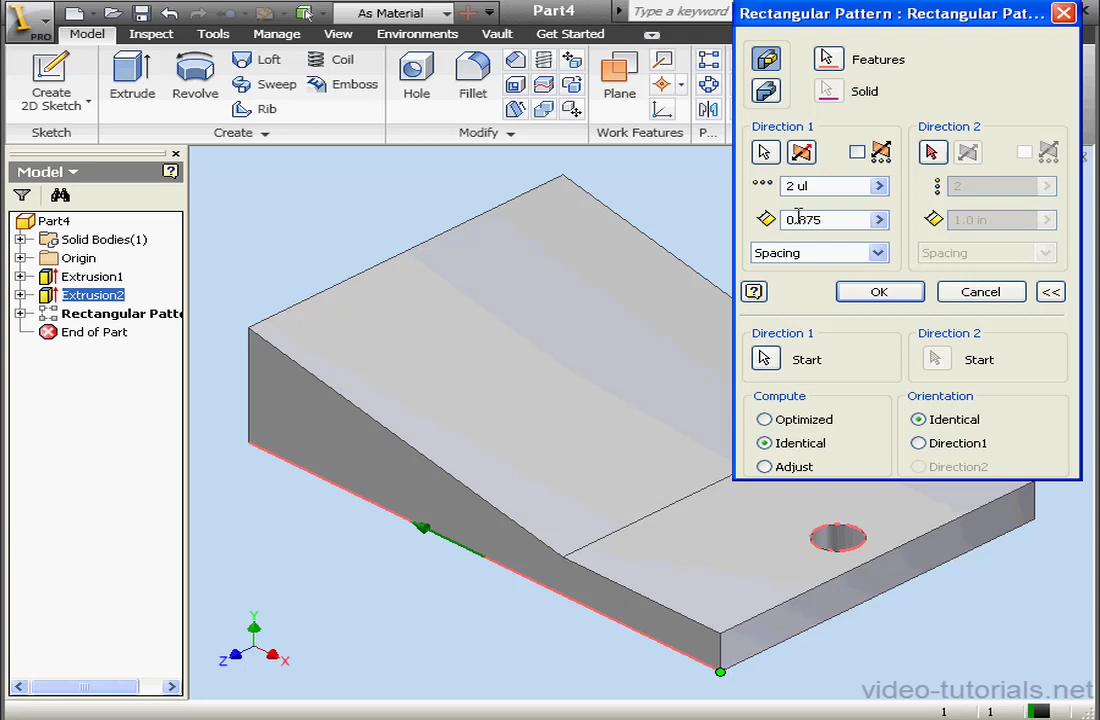 PRO
As Material
Part4
Type a keyword
Rectangular Pattern : Rectangular Pat...
Model Inspect Tools Manage View Environments Vault Get Started
Create
2D Sketch
Extrude
Revolve
Loft
Sweep
Rib
Coil
Emboss
Hole
Fillet
Plane
Sketch
Create
Modify
Work Features
P...
Model
Part4
Solid Bodies(1)
Origin
Extrusion1
Extrusion2
Rectangular Patte
End of Part
Features
Solid
Direction 1
Direction 2
2 ul
2
0.875
1.0 in
Spacing
Spacing
OK
Cancel
<<
Direction 1
Direction 2
Start
Start
Compute
Orientation
Optimized
Identical
Identical
Direction1
Adjust
Direction2
Y
Z
X
video-tutorials.net
1 1